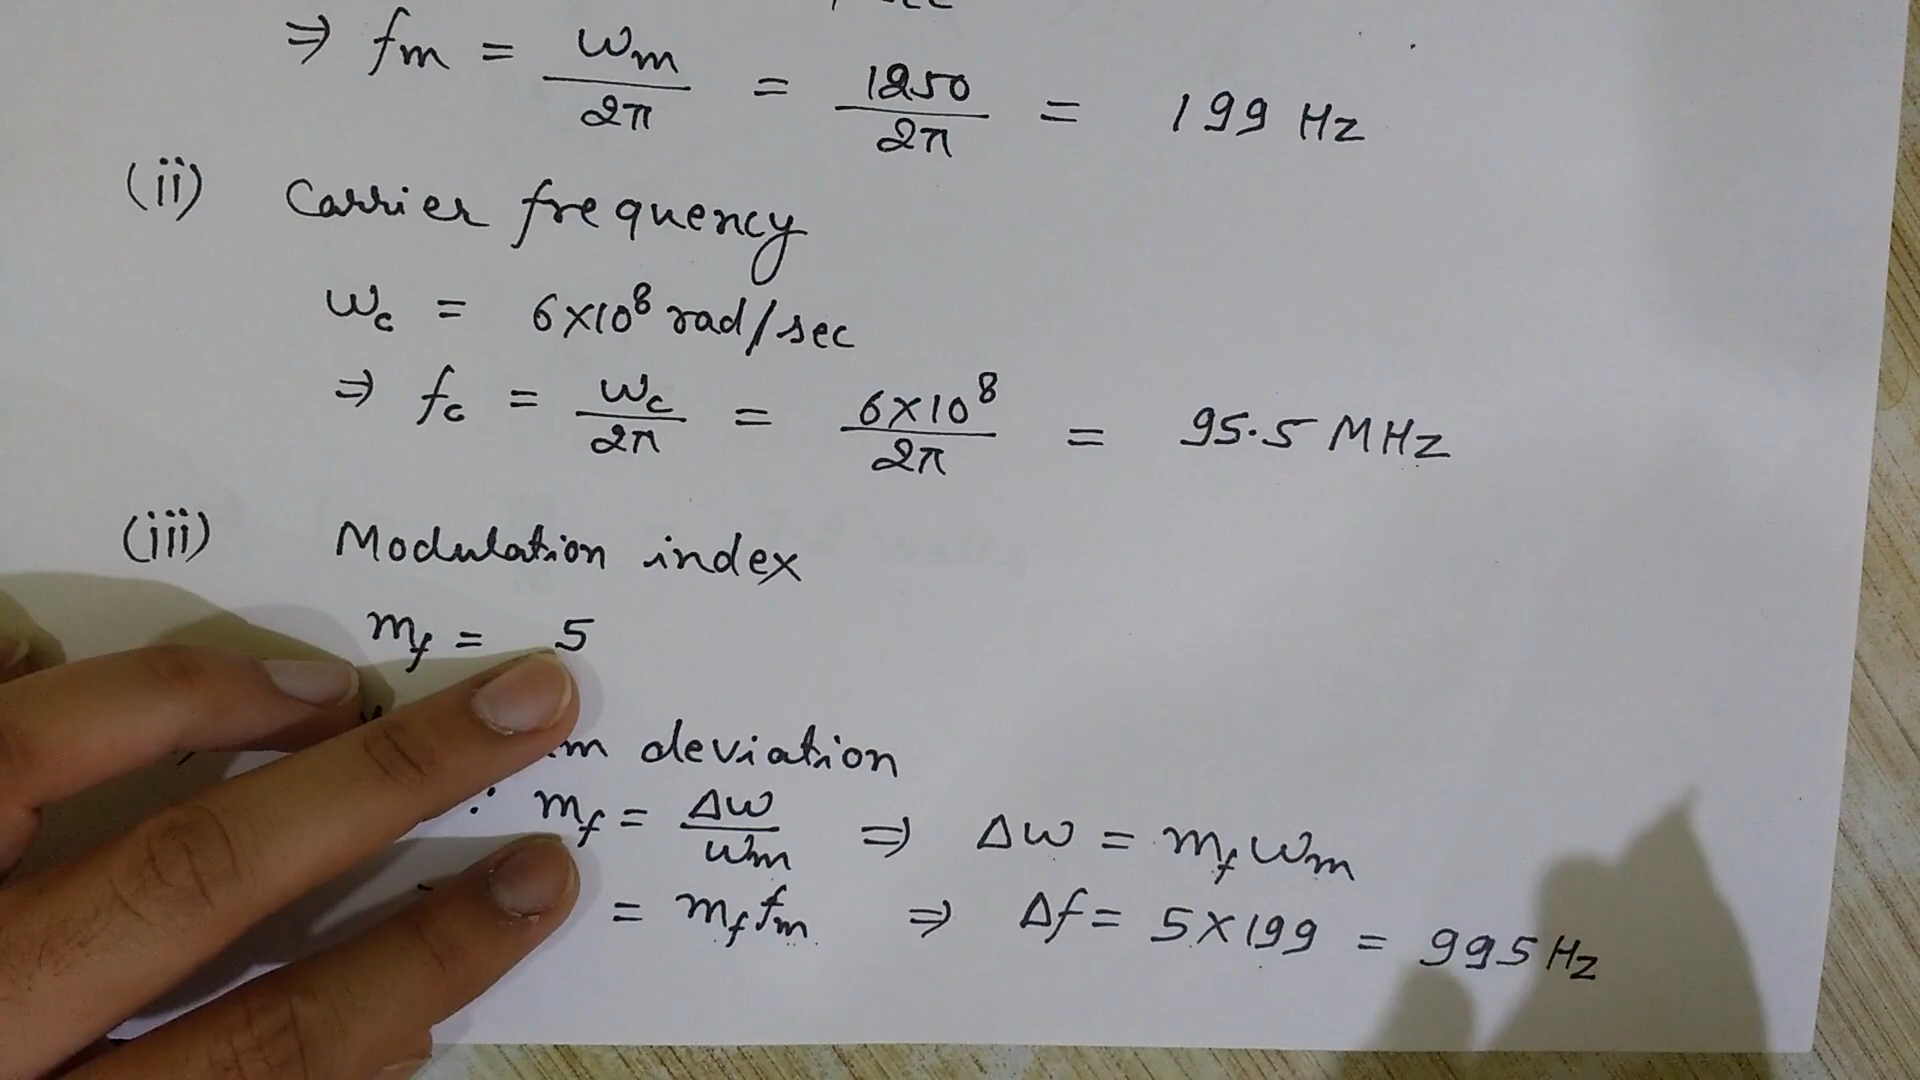 ⇒ fm = ωm/2π = 1250/2π = 199 Hz
(ii) Carrier frequency
ωc = 6×10⁸ rad/sec
⇒ fc = ωc/2π = 6×10⁸/2π = 95.5 MHz
(iii) Modulation index
mf = 5
deviation
∵ mf = Δω/ωm ⇒ Δω = mf ωm
= mf fm ⇒ Δf = 5×199 = 995 Hz